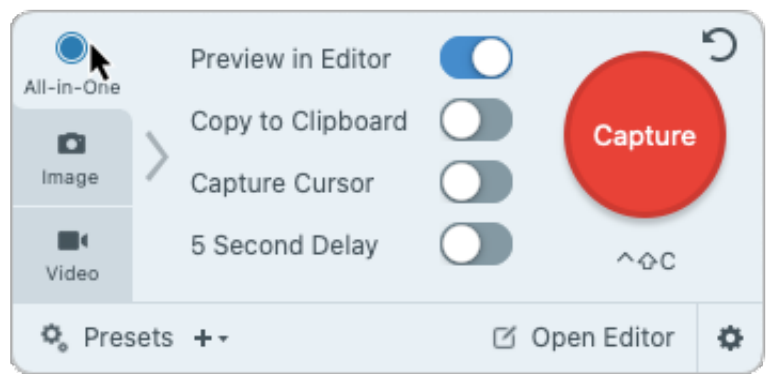 All-in-One
Image
Video
Preview in Editor
Copy to Clipboard
Capture Cursor
5 Second Delay
Capture
^⇧C
Presets +
Open Editor